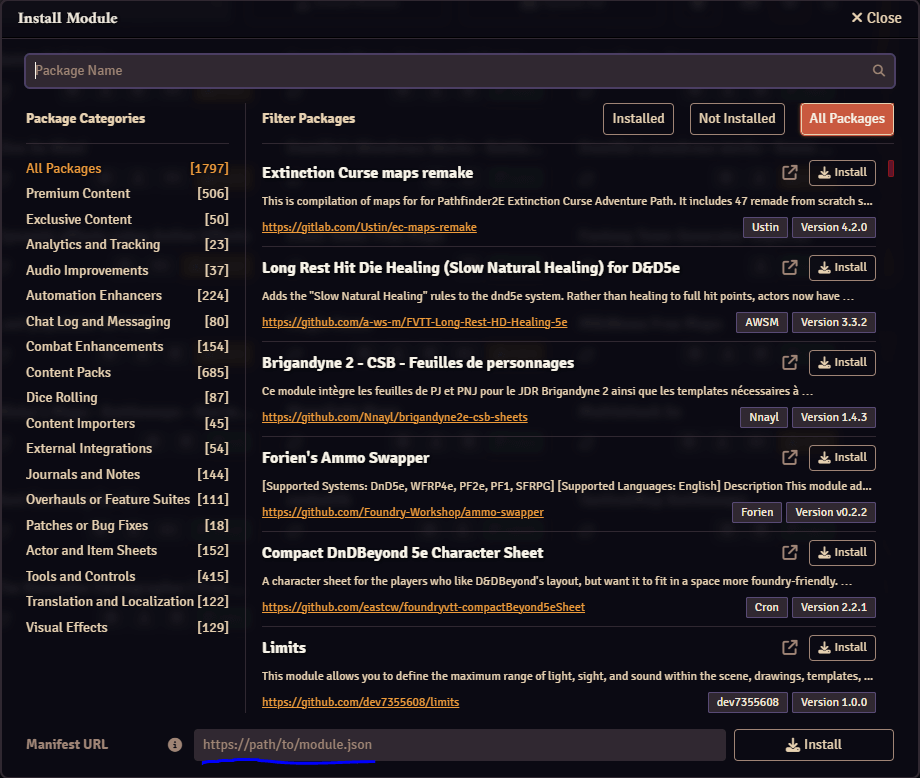 Install Module
Close
Package Name
Package Categories
All Packages [1797]
Premium Content [506]
Exclusive Content [50]
Analytics and Tracking [23]
Audio Improvements [37]
Automation Enhancers [224]
Chat Log and Messaging [80]
Combat Enhancements [154]
Content Packs [685]
Dice Rolling [87]
Content Importers [45]
External Integrations [54]
Journals and Notes [144]
Overhauls or Feature Suites [111]
Patches or Bug Fixes [18]
Actor and Item Sheets [152]
Tools and Controls [415]
Translation and Localization [122]
Visual Effects [129]
Filter Packages
Installed
Not Installed
All Packages
Extinction Curse maps remake
Install
This is compilation of maps for for Pathfinder2E Extinction Curse Adventure Path. It includes 47 remade from scratch s...
https://gitlab.com/Ustin/ec-maps-remake
Ustin
Version 4.2.0
Long Rest Hit Die Healing (Slow Natural Healing) for D&D5e
Install
Adds the "Slow Natural Healing" rules to the dnd5e system. Rather than healing to full hit points, actors now have ...
https://github.com/a-ws-m/FVTT-Long-Rest-HD-Healing-5e
AWSM
Version 3.3.2
Brigandyne 2 - CSB - Feuilles de personnages
Install
Ce module intègre les feuilles de PJ et PNJ pour le JDR Brigandyne 2 ainsi que les templates nécessaires à ...
https://github.com/Nnayl/brigandyne2e-csb-sheets
Nnayl
Version 1.4.3
Forien's Ammo Swapper
Install
[Supported Systems: DnD5e, WFRP4e, PF2e, PF1, SFRPG] [Supported Languages: English] Description This module ad...
https://github.com/Foundry-Workshop/ammo-swapper
Forien
Version v0.2.2
Compact DnDBeyond 5e Character Sheet
Install
A character sheet for the players who like D&DBeyond's layout, but want it to fit in a space more foundry-friendly. ...
https://github.com/eastcw/foundryvtt-compactBeyond5eSheet
Cron
Version 2.2.1
Limits
Install
This module allows you to define the maximum range of light, sight, and sound within the scene, drawings, templates, ...
https://github.com/dev7355608/limits
dev7355608
Version 1.0.0
Manifest URL
https://path/to/module.json
Install